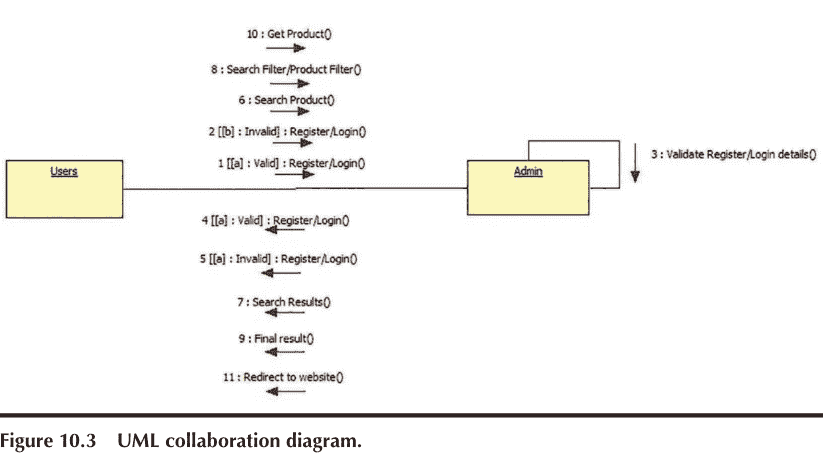 10 : Get Product()
8 : Search Filter/Product Filter()
6 : Search Product()
2 [[b] : Invalid] : Register/Login()
1 [[a] : Valid] : Register/Login()
Users
Admin
3 : Validate Register/Login details()
4 [[a] : Valid] : Register/Login()
5 [[a] : Invalid] : Register/Login()
7 : Search Results()
9 : Final result()
11 : Redirect to website()
Figure 10.3 UML collaboration diagram.